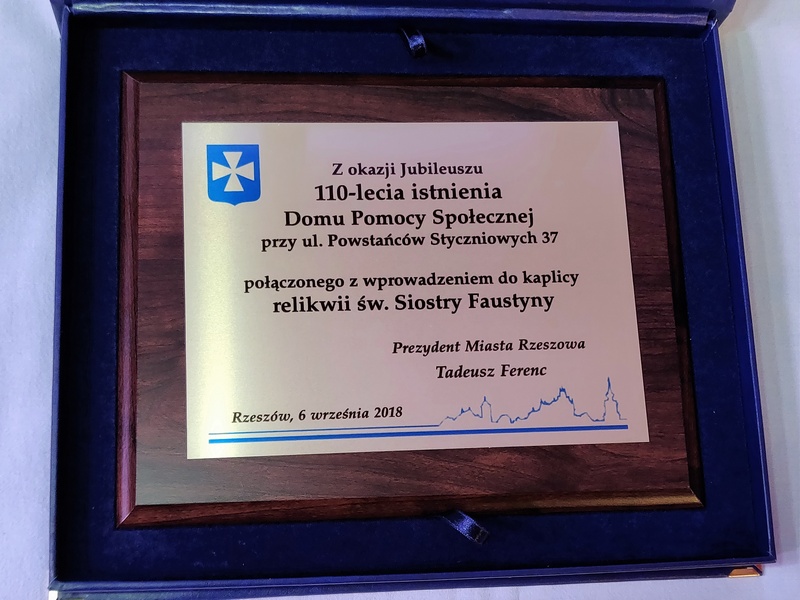 Z okazji Jubileuszu
110-lecia istnienia
Domu Pomocy Społecznej
przy ul. Powstańców Styczniowych 37
połączonego z wprowadzeniem do kaplicy
relikwii św. Siostry Faustyny
Prezydent Miasta Rzeszowa
Tadeusz Ferenc
Rzeszów, 6 września 2018